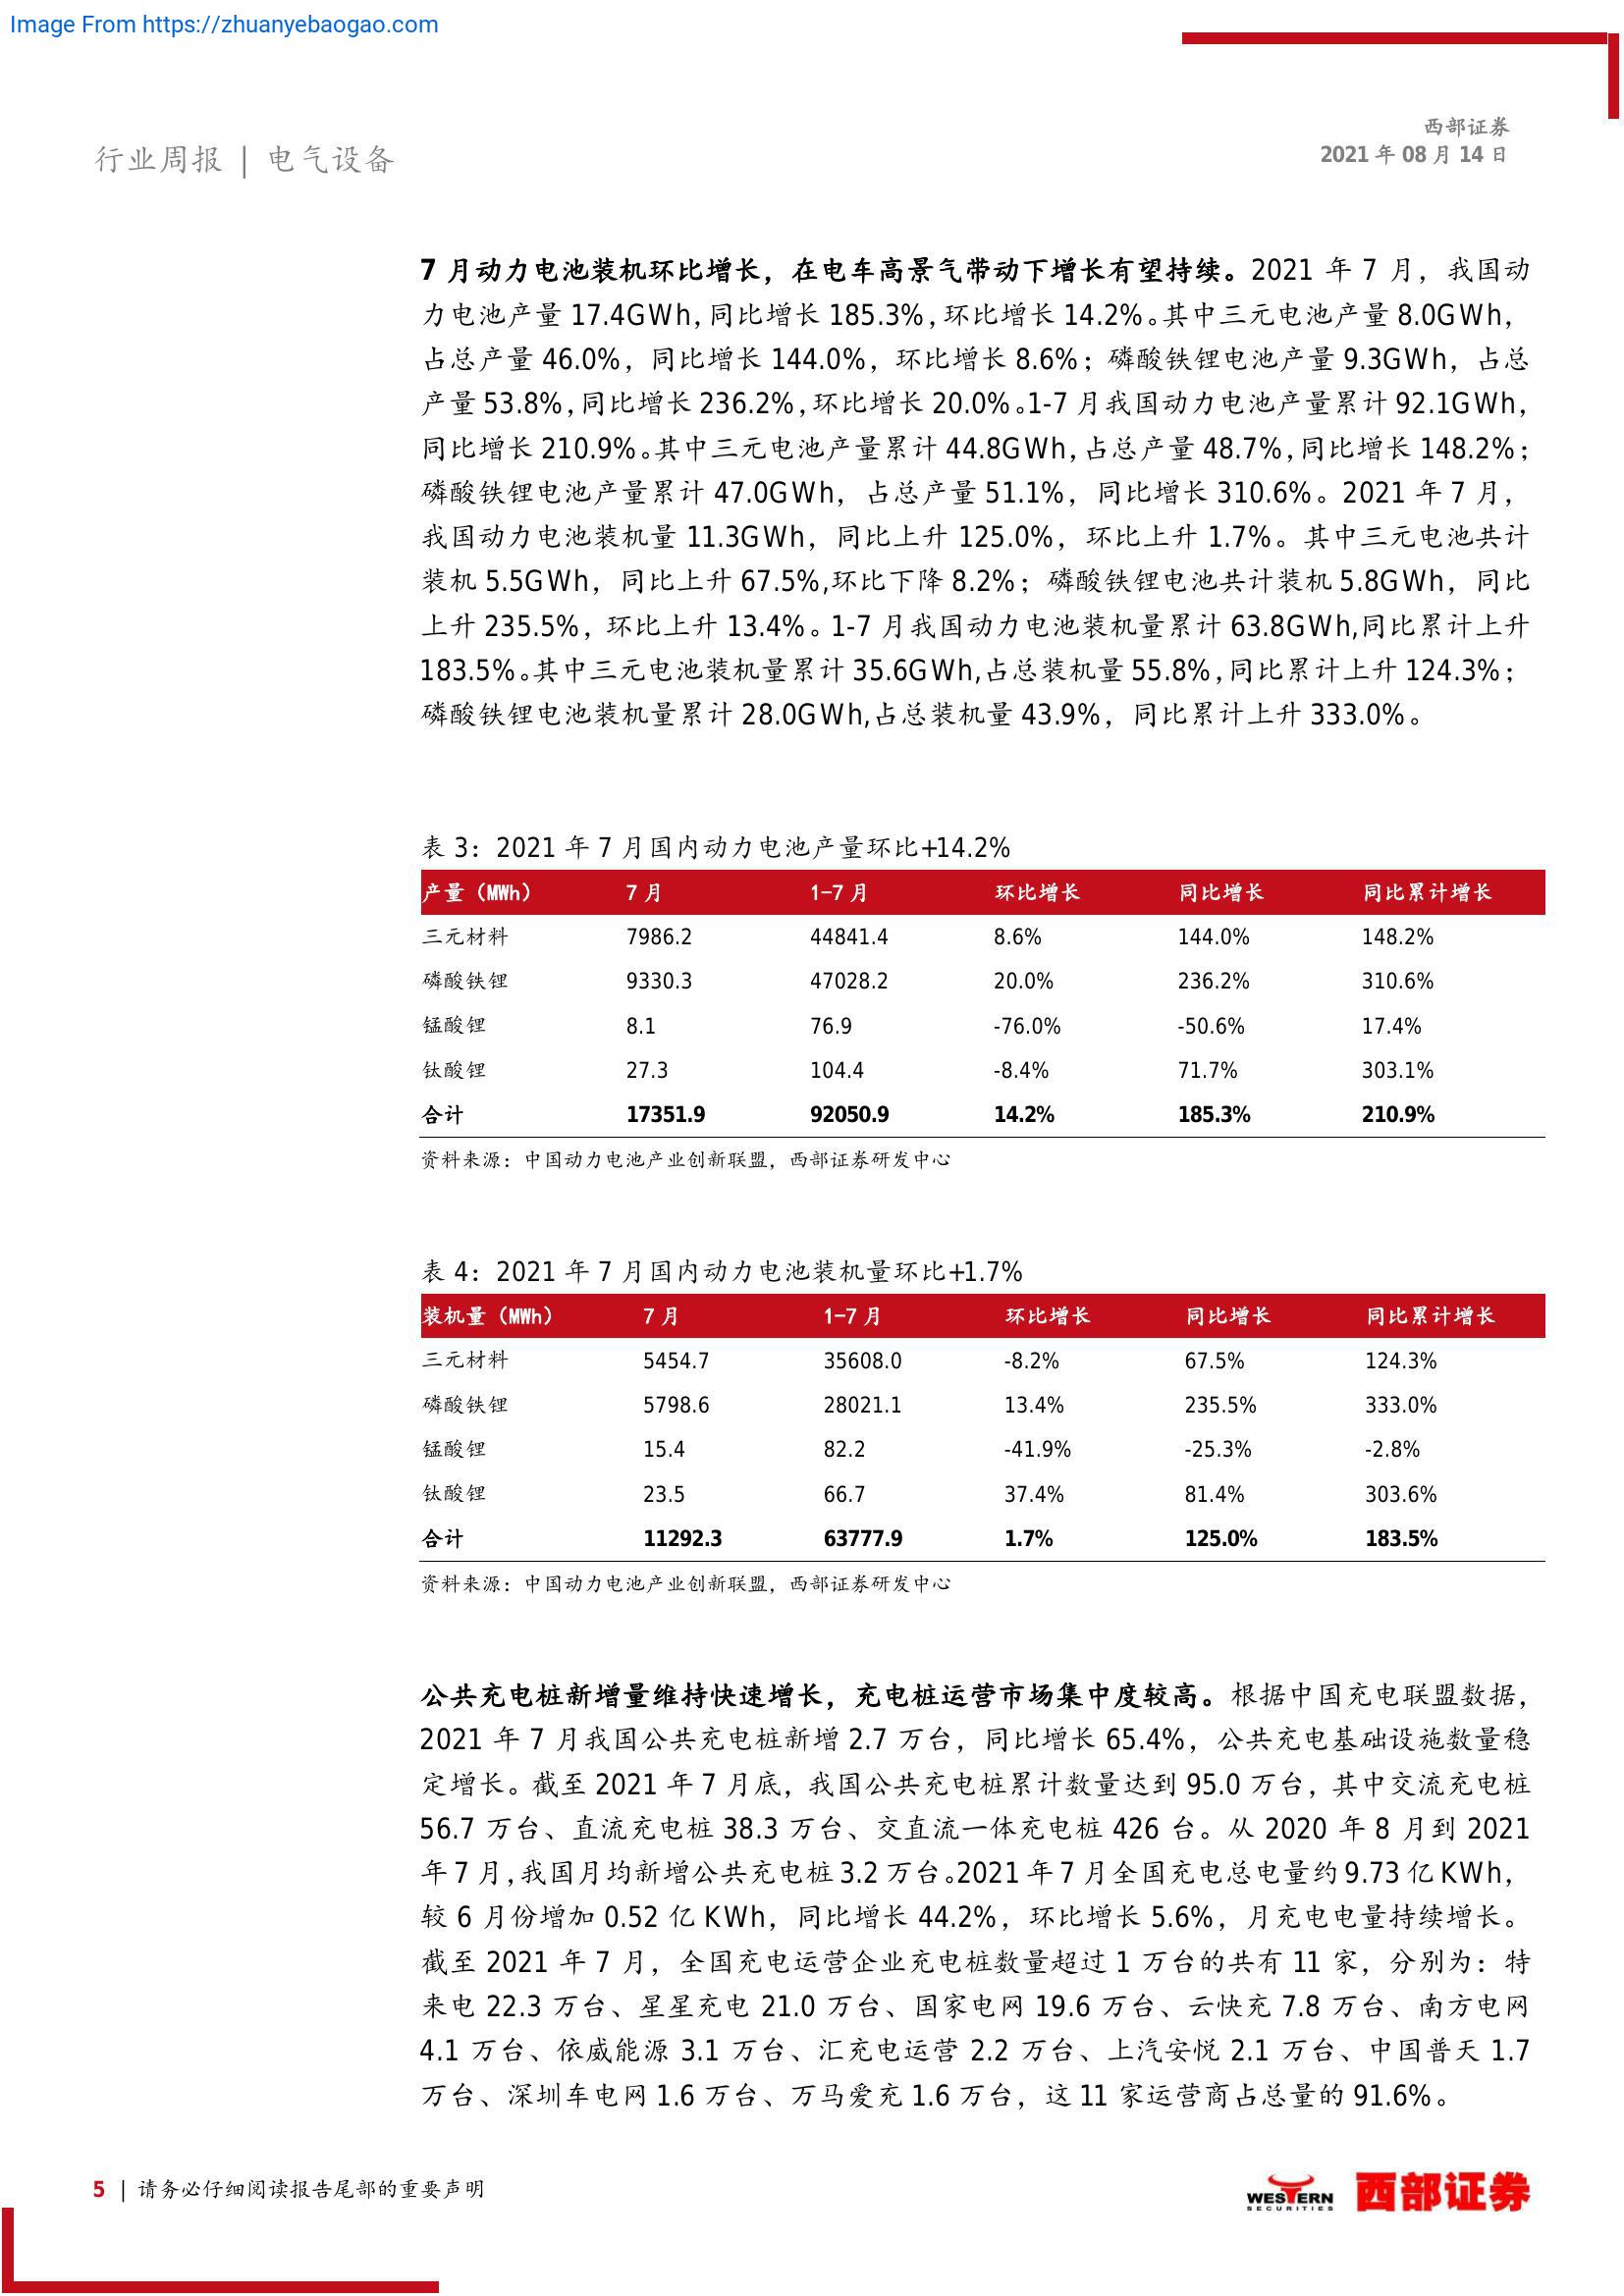 Image From https://zhuanyebaogao.com
西部证券
2021 年 08 月 14 日
行业周报 | 电气设备
7 月动力电池装机环比增长，在电车高景气带动下增长有望持续。2021 年 7 月，我国动
力电池产量 17.4GWh,同比增长 185.3%,环比增长 14.2%。其中三元电池产量 8.0GWh，
占总产量 46.0%，同比增长 144.0%，环比增长 8.6%；磷酸铁锂电池产量 9.3GWh，占总
产量 53.8%,同比增长 236.2%,环比增长 20.0%。1-7 月我国动力电池产量累计 92.1GWh，
同比增长 210.9%。其中三元电池产量累计 44.8GWh,占总产量 48.7%,同比增长 148.2%；
磷酸铁锂电池产量累计 47.0GWh，占总产量 51.1%，同比增长 310.6%。2021 年 7 月，
我国动力电池装机量 11.3GWh，同比上升 125.0%，环比上升 1.7%。其中三元电池共计
装机 5.5GWh，同比上升 67.5%,环比下降 8.2%；磷酸铁锂电池共计装机 5.8GWh，同比
上升 235.5%，环比上升 13.4%。1-7 月我国动力电池装机量累计 63.8GWh,同比累计上升
183.5%。其中三元电池装机量累计 35.6GWh,占总装机量 55.8%,同比累计上升 124.3%；
磷酸铁锂电池装机量累计 28.0GWh,占总装机量 43.9%，同比累计上升 333.0%。
表 3：2021 年 7 月国内动力电池产量环比+14.2%
产量（MWh） 7 月 1-7 月 环比增长 同比增长 同比累计增长
三元材料 7986.2 44841.4 8.6% 144.0% 148.2%
磷酸铁锂 9330.3 47028.2 20.0% 236.2% 310.6%
锰酸锂 8.1 76.9 -76.0% -50.6% 17.4%
钛酸锂 27.3 104.4 -8.4% 71.7% 303.1%
合计 17351.9 92050.9 14.2% 185.3% 210.9%
资料来源：中国动力电池产业创新联盟，西部证券研发中心
表 4：2021 年 7 月国内动力电池装机量环比+1.7%
装机量（MWh） 7 月 1-7 月 环比增长 同比增长 同比累计增长
三元材料 5454.7 35608.0 -8.2% 67.5% 124.3%
磷酸铁锂 5798.6 28021.1 13.4% 235.5% 333.0%
锰酸锂 15.4 82.2 -41.9% -25.3% -2.8%
钛酸锂 23.5 66.7 37.4% 81.4% 303.6%
合计 11292.3 63777.9 1.7% 125.0% 183.5%
资料来源：中国动力电池产业创新联盟，西部证券研发中心
公共充电桩新增量维持快速增长，充电桩运营市场集中度较高。根据中国充电联盟数据，
2021 年 7 月我国公共充电桩新增 2.7 万台，同比增长 65.4%，公共充电基础设施数量稳
定增长。截至 2021 年 7 月底，我国公共充电桩累计数量达到 95.0 万台，其中交流充电桩
56.7 万台、直流充电桩 38.3 万台、交直流一体充电桩 426 台。从 2020 年 8 月到 2021
年 7 月,我国月均新增公共充电桩 3.2 万台。2021 年 7 月全国充电总电量约 9.73 亿 KWh，
较 6 月份增加 0.52 亿 KWh，同比增长 44.2%，环比增长 5.6%，月充电电量持续增长。
截至 2021 年 7 月，全国充电运营企业充电桩数量超过 1 万台的共有 11 家，分别为：特
来电 22.3 万台、星星充电 21.0 万台、国家电网 19.6 万台、云快充 7.8 万台、南方电网
4.1 万台、依威能源 3.1 万台、汇充电运营 2.2 万台、上汽安悦 2.1 万台、中国普天 1.7
万台、深圳车电网 1.6 万台、万马爱充 1.6 万台，这 11 家运营商占总量的 91.6%。
5 | 请务必仔细阅读报告尾部的重要声明
WESTERN
SECURITIES
西部证券